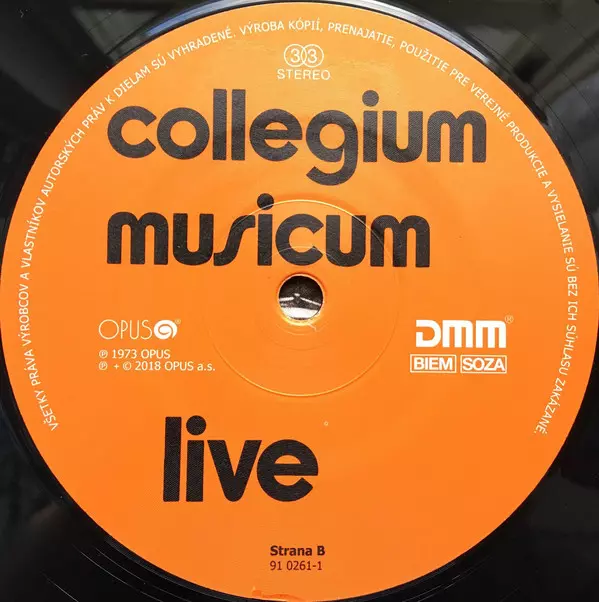 VŠETKY PRÁVA VÝROBCOV A VLASTNÍKOV AUTORSKÝCH PRÁV K DIELAM SÚ VYHRADENÉ. VÝROBA KÓPIÍ, PRENAJATIE, POUŽITIE PRE VEREJNÉ PRODUKCIE A VYSIELANIE SÚ BEZ ICH SÚHLASU ZAKÁZANÉ.
33
STEREO
collegium
musicum
OPUS
℗ 1973 OPUS
℗ + © 2018 OPUS a.s.
DMM®
BIEM SOZA
live
Strana B
91 0261-1